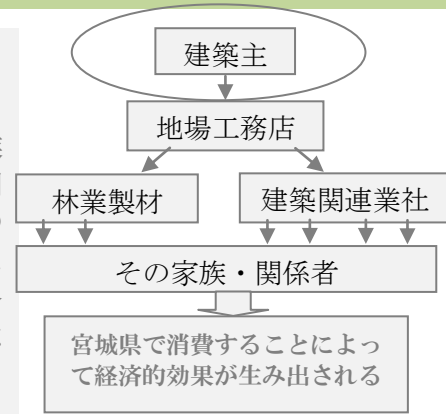 建築主
地場工務店
林業製材
建築関連業社
その家族・関係者
宮城県で消費することによっ
て経済的効果が生み出される